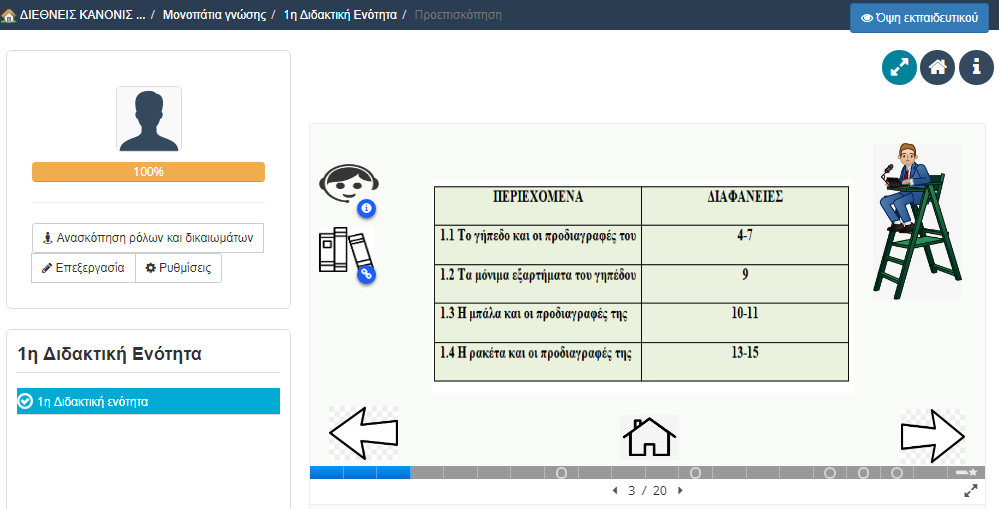 ΔΙΕΘΝΕΙΣ ΚΑΝΟΝΙΣ ... / Μονοπάτια γνώσης / 1η Διδακτική Ενότητα / Προεπισκόπηση
Όψη εκπαιδευτικού
100%
Ανασκόπηση ρόλων και δικαιωμάτων
Επεξεργασία
Ρυθμίσεις
1η Διδακτική Ενότητα
1η Διδακτική ενότητα
ΠΕΡΙΕΧΟΜΕΝΑ ΔΙΑΦΑΝΕΙΕΣ
1.1 Το γήπεδο και οι προδιαγραφές του 4-7
1.2 Τα μόνιμα εξαρτήματα του γηπέδου 9
1.3 Η μπάλα και οι προδιαγραφές της 10-11
1.4 Η ρακέτα και οι προδιαγραφές της 13-15
3 / 20